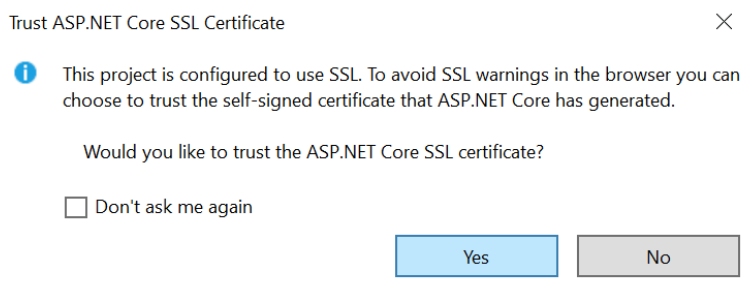 Trust ASP.NET Core SSL Certificate
This project is configured to use SSL. To avoid SSL warnings in the browser you can
choose to trust the self-signed certificate that ASP.NET Core has generated.
Would you like to trust the ASP.NET Core SSL certificate?
Don't ask me again
Yes
No